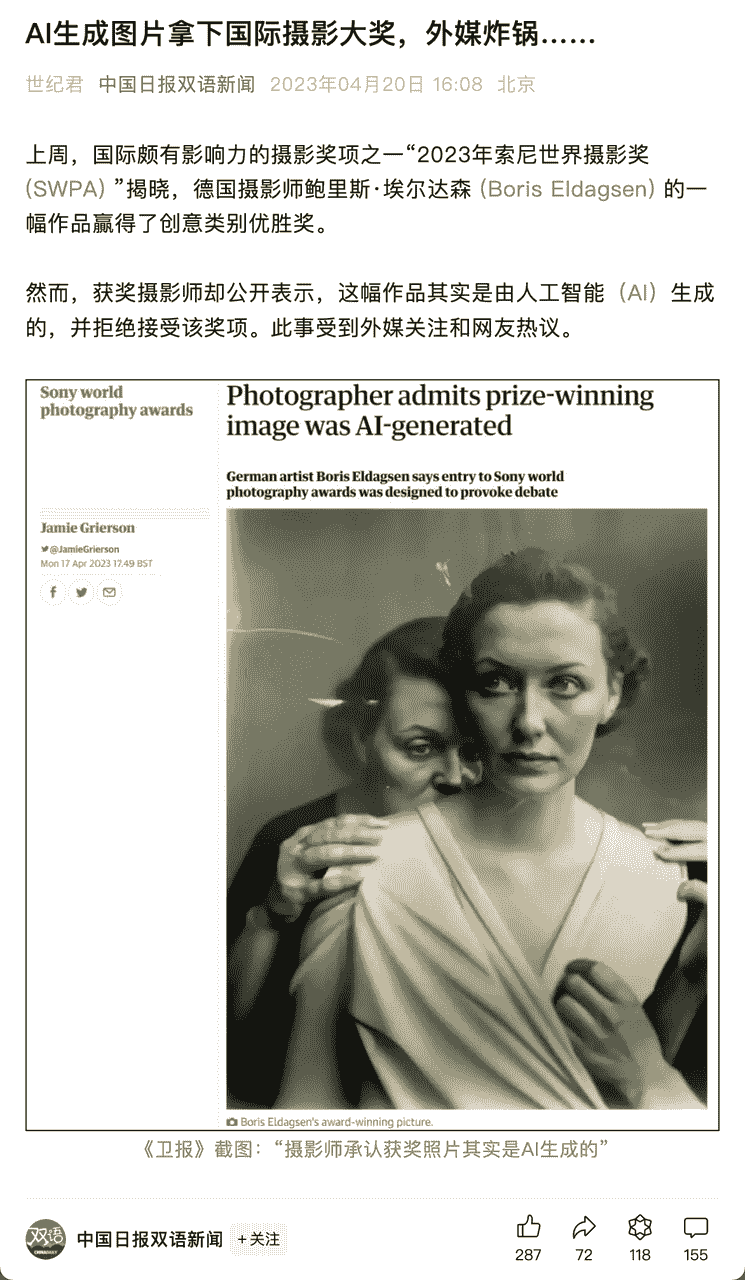 AI生成图片拿下国际摄影大奖，外媒炸锅……
世纪君 中国日报双语新闻 2023年04月20日 16:08 北京
上周，国际颇有影响力的摄影奖项之一“2023年索尼世界摄影奖
(SWPA) ”揭晓，德国摄影师鲍里斯·埃尔达森 (Boris Eldagsen) 的一
幅作品赢得了创意类别优胜奖。
然而，获奖摄影师却公开表示，这幅作品其实是由人工智能（AI）生成
的，并拒绝接受该奖项。此事受到外媒关注和网友热议。
Sony world
photography awards
Photographer admits prize-winning
image was AI-generated
German artist Boris Eldagsen says entry to Sony world
photography awards was designed to provoke debate
Jamie Grierson
@JamieGrierson
Mon 17 Apr 2023 17.49 BST
Boris Eldagsen's award-winning picture.
《卫报》截图：“摄影师承认获奖照片其实是AI生成的”
双语
CHINADAILY
中国日报双语新闻 +关注
287 72 118 155